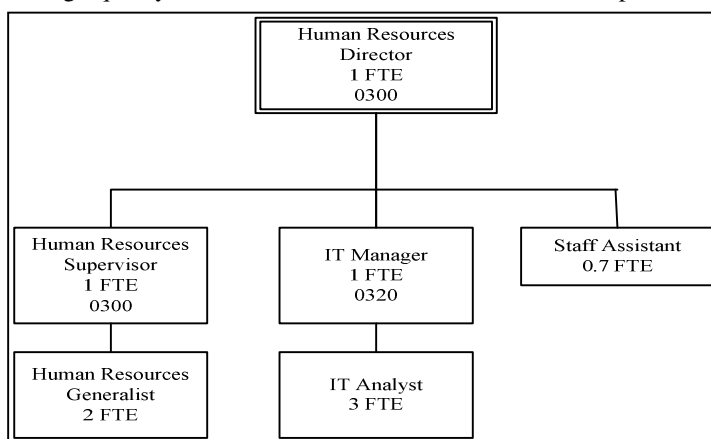 Human Resources
Director
1 FTE
0300
Human Resources
Supervisor
1 FTE
0300
IT Manager
1 FTE
0320
Staff Assistant
0.7 FTE
Human Resources
Generalist
2 FTE
IT Analyst
3 FTE